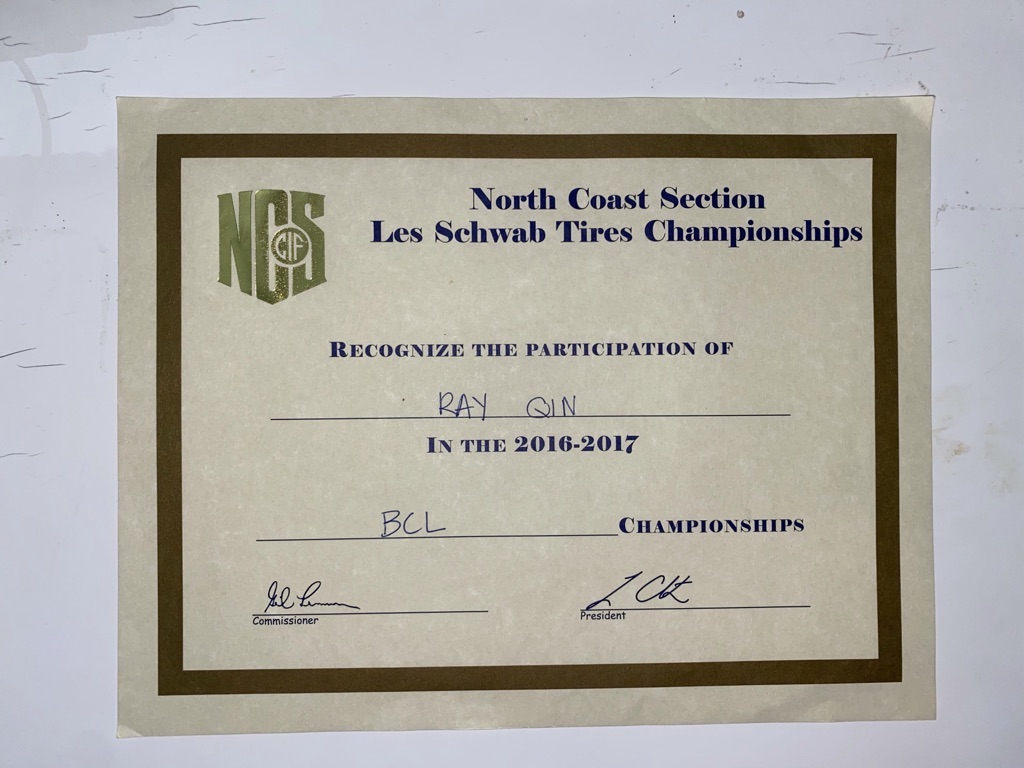 NCS
CIF
North Coast Section
Les Schwab Tires Championships
RECOGNIZE THE PARTICIPATION OF
RAY QIN
IN THE 2016-2017
BCL CHAMPIONSHIPS
Commissioner
President